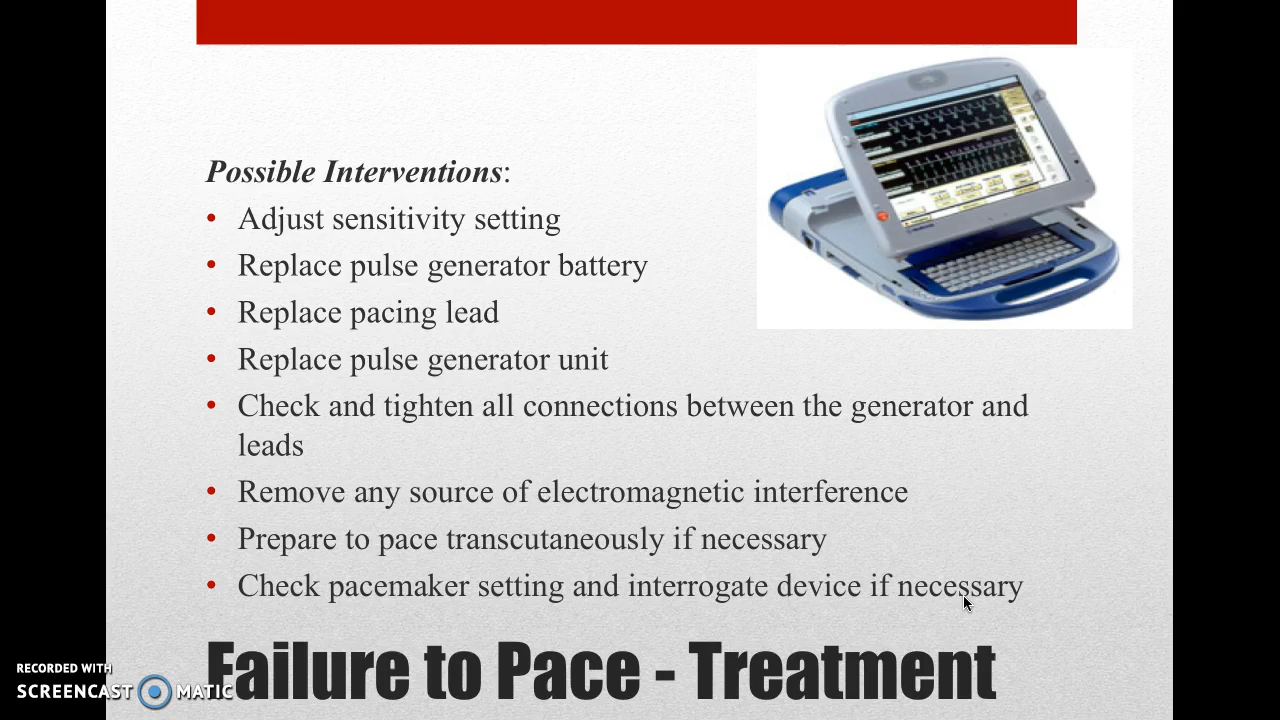 Possible Interventions:
• Adjust sensitivity setting
• Replace pulse generator battery
• Replace pacing lead
• Replace pulse generator unit
• Check and tighten all connections between the generator and
leads
• Remove any source of electromagnetic interference
• Prepare to pace transcutaneously if necessary
• Check pacemaker setting and interrogate device if necessary
Failure to Pace - Treatment
RECORDED WITH
SCREENCAST MATIC